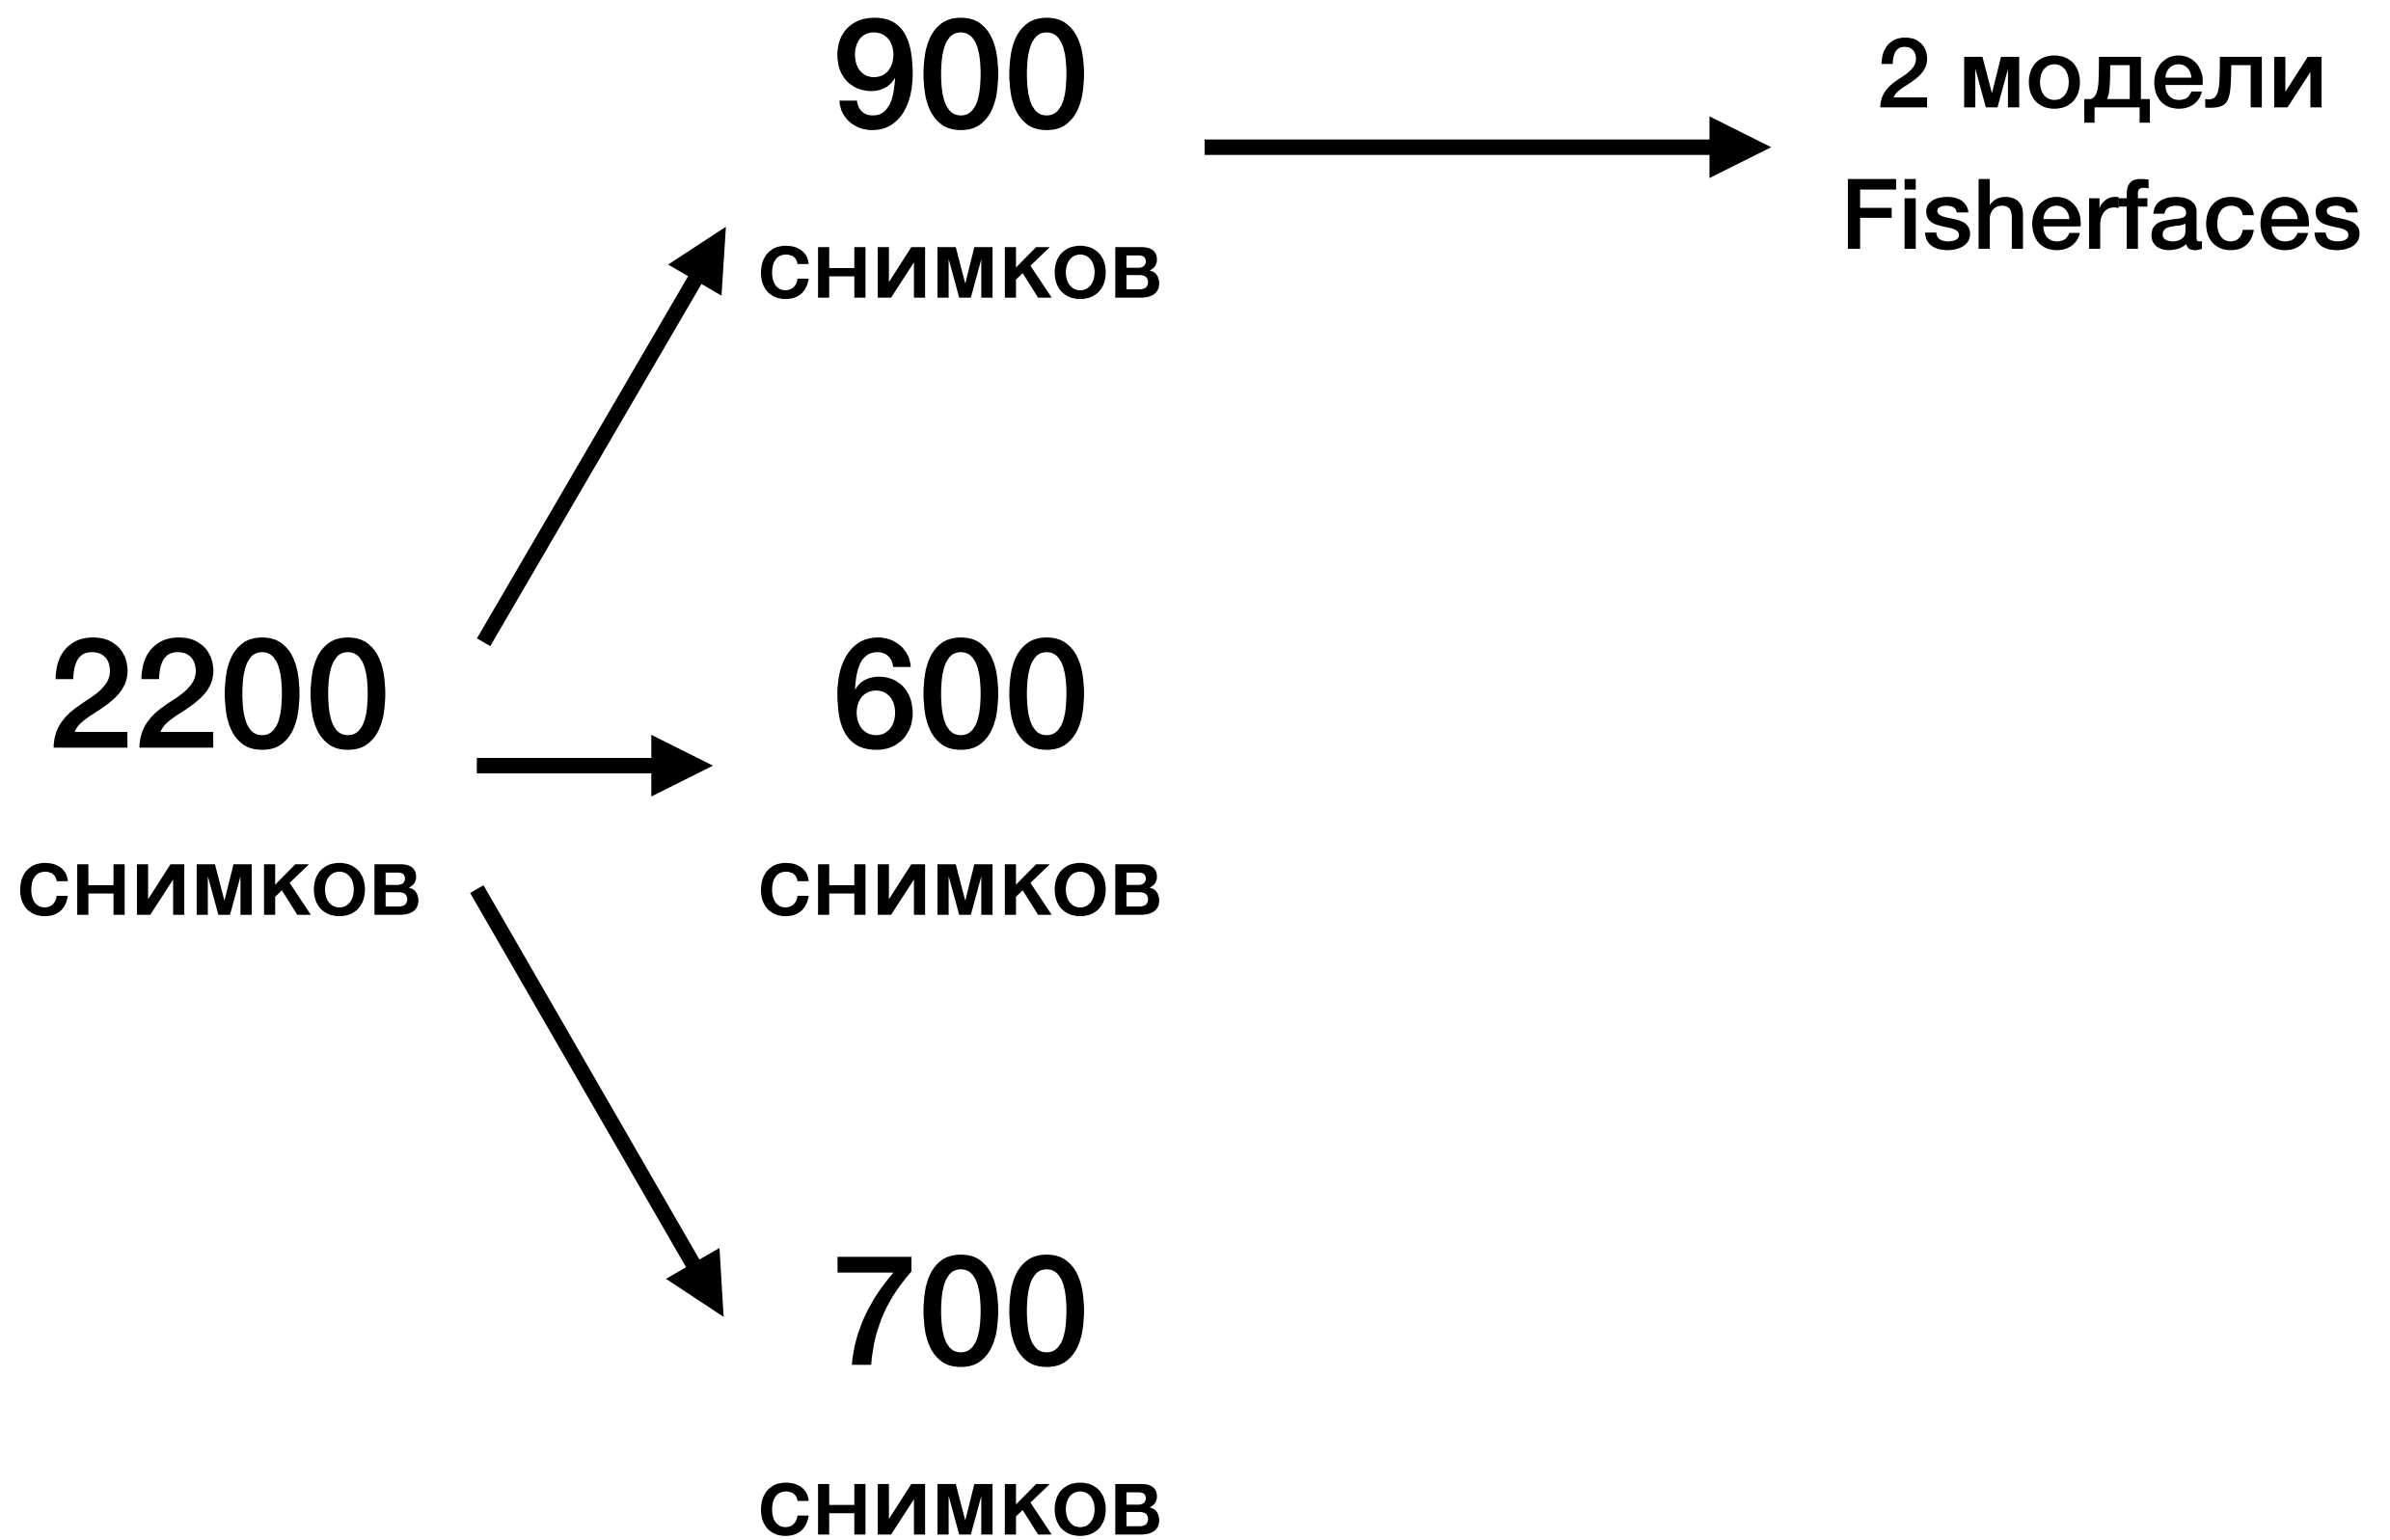 900
снимков
2 модели
Fisherfaces
2200
снимков
600
снимков
700
снимков